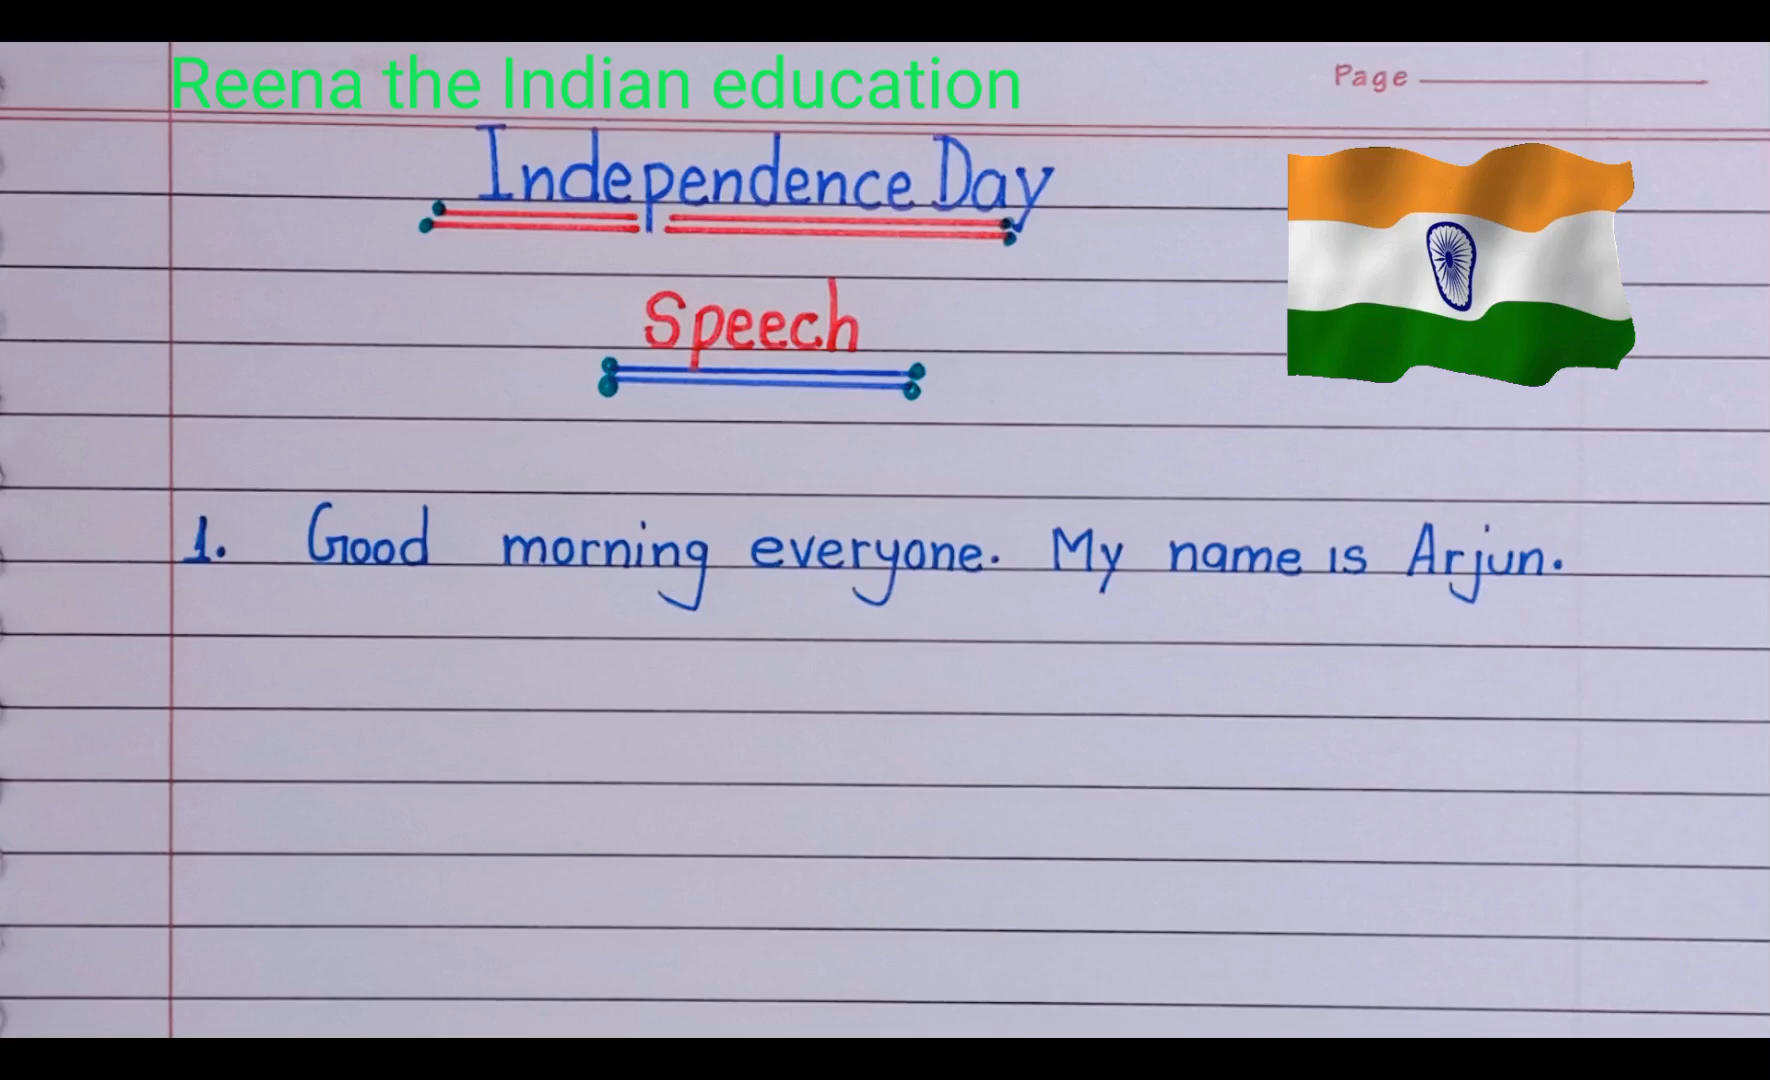 Reena the Indian education
Page
Independence Day
Speech
1. Good morning everyone. My name is Arjun.